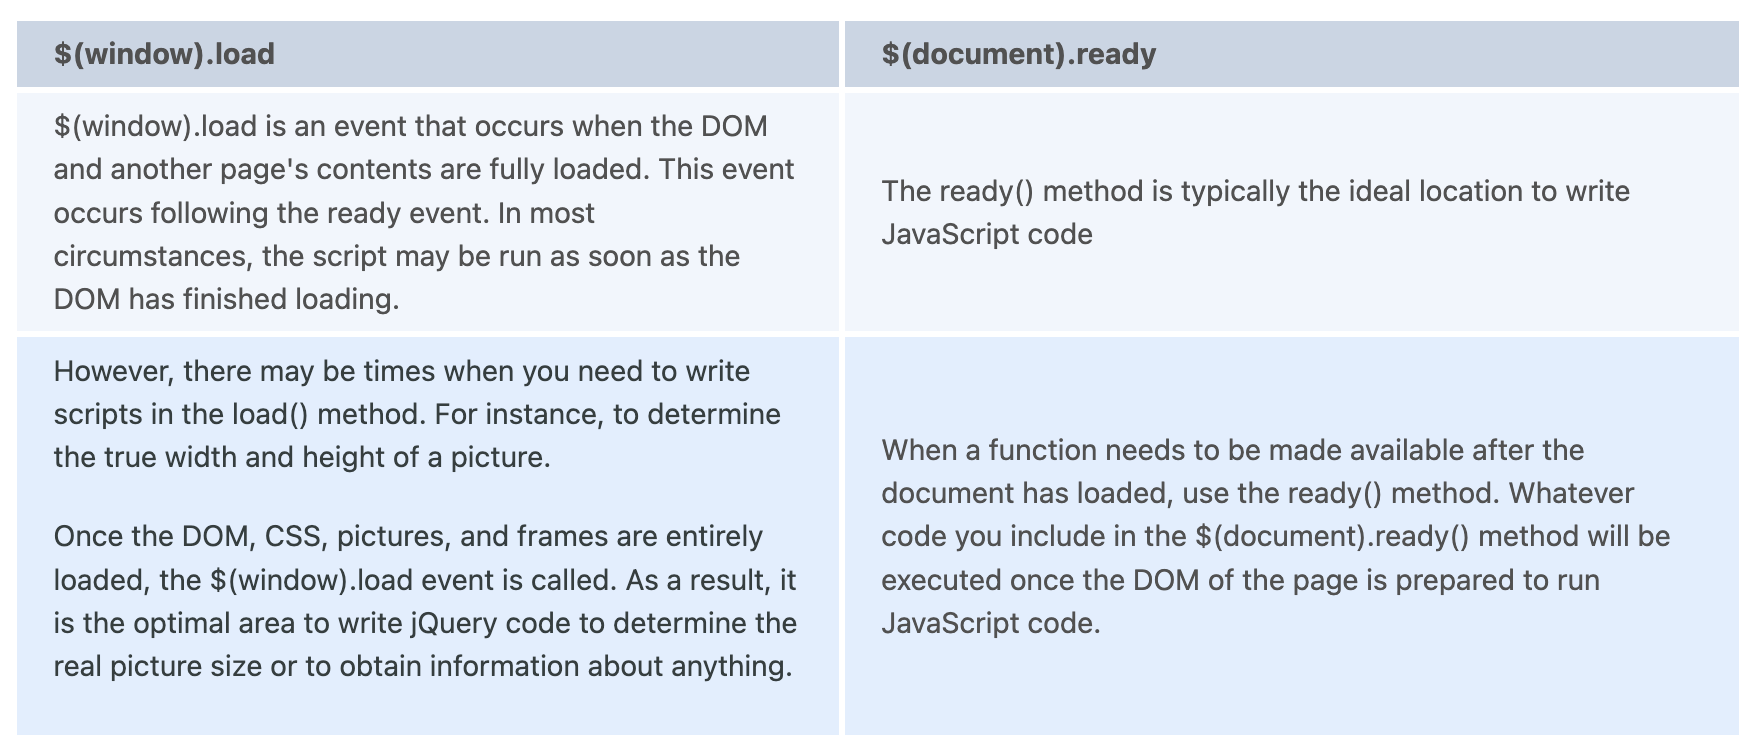 $(window).load
$(document).ready
$(window).load is an event that occurs when the DOM
and another page's contents are fully loaded. This event
occurs following the ready event. In most
circumstances, the script may be run as soon as the
DOM has finished loading.
The ready() method is typically the ideal location to write
JavaScript code
However, there may be times when you need to write
scripts in the load() method. For instance, to determine
the true width and height of a picture.
Once the DOM, CSS, pictures, and frames are entirely
loaded, the $(window).load event is called. As a result, it
is the optimal area to write jQuery code to determine the
real picture size or to obtain information about anything.
When a function needs to be made available after the
document has loaded, use the ready() method. Whatever
code you include in the $(document).ready() method will be
executed once the DOM of the page is prepared to run
JavaScript code.